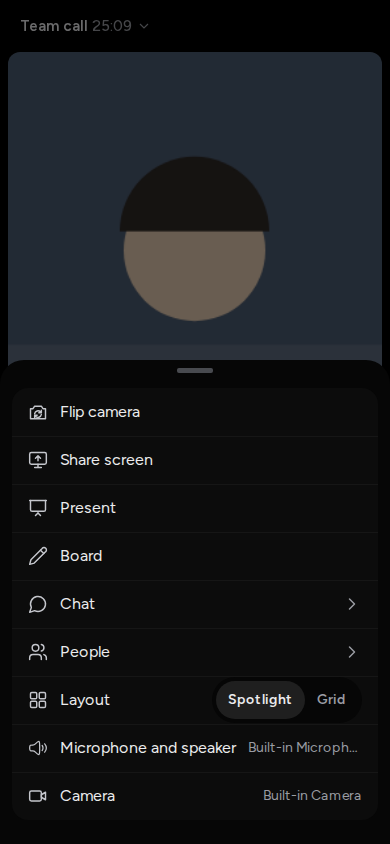 Team call 25:09
Flip camera
Share screen
Present
Board
Chat
People
Layout Spotlight Grid
Microphone and speaker Built-in Microph...
Camera Built-in Camera